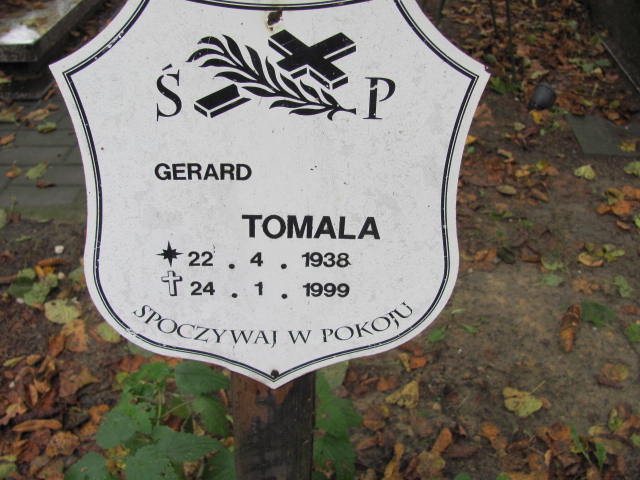 Ś P
GERARD
TOMALA
22 . 4 . 1938
24 . 1 . 1999
SPOCZYWAJ W POKOJU